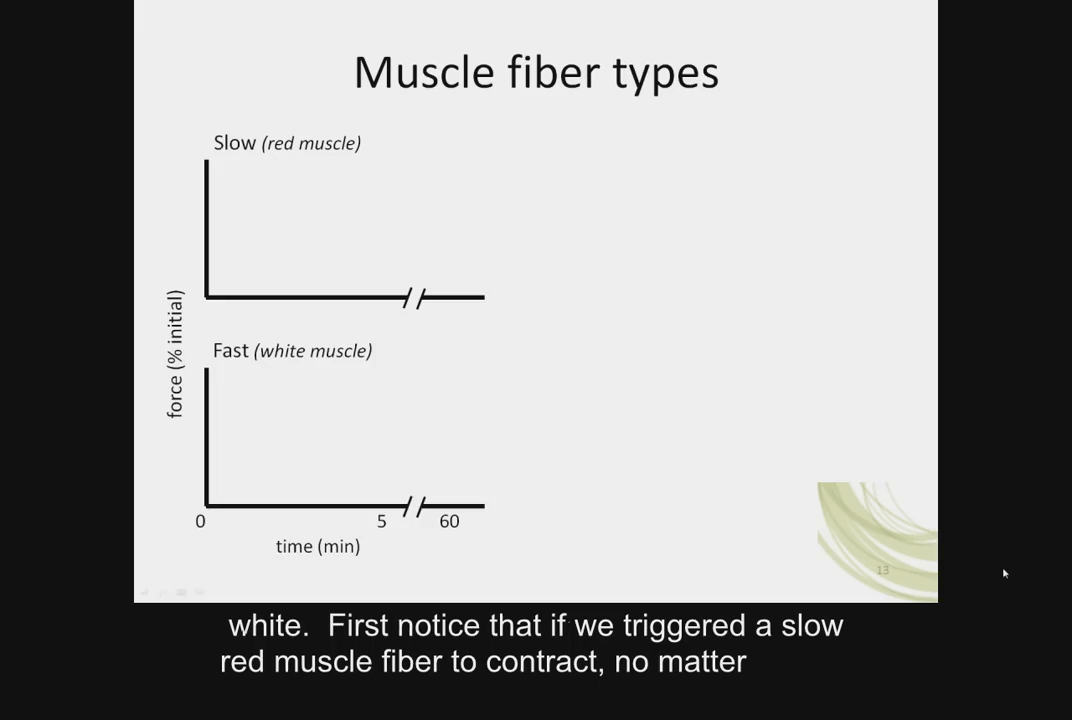 Muscle fiber types
Slow (red muscle)
force (% initial)
Fast (white muscle)
0 5 60
time (min)
13
white. First notice that if we triggered a slow
red muscle fiber to contract, no matter